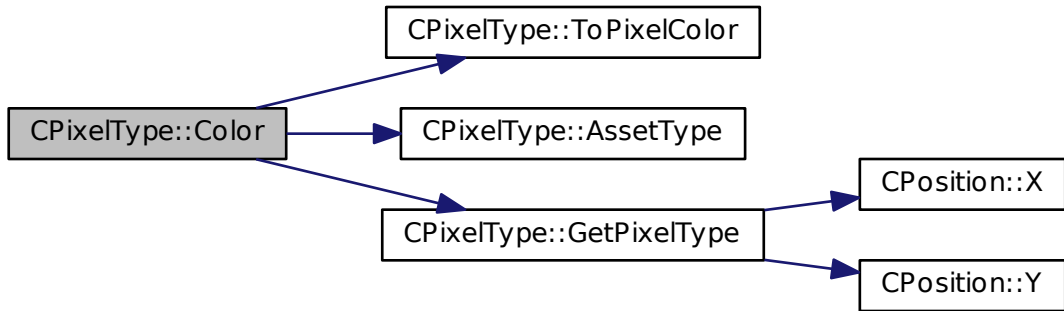 CPixelType::ToPixelColor
CPixelType::Color
CPixelType::AssetType
CPosition::X
CPixelType::GetPixelType
CPosition::Y